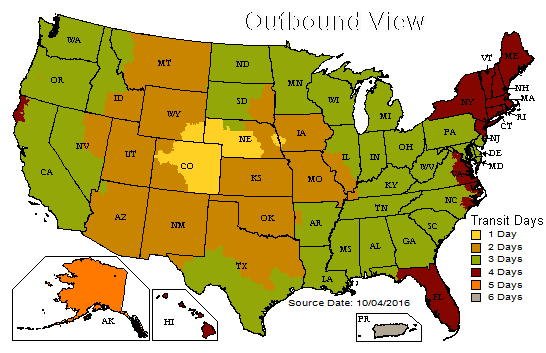 Outbound View
WA
MT
ND
MN
VT
ME
OR
ID
WY
SD
WI
MI
NY
NH
MA
RI
CT
NV
UT
CO
NE
IA
IL
IN
OH
PA
NJ
DE
MD
WV
VA
CA
KS
MO
KY
NC
TN
AZ
NM
OK
AR
SC
MS
AL
GA
TX
LA
FL
Transit Days
1 Day
2 Days
3 Days
4 Days
5 Days
6 Days
Source Date: 10/04/2016
AK
HI
PR